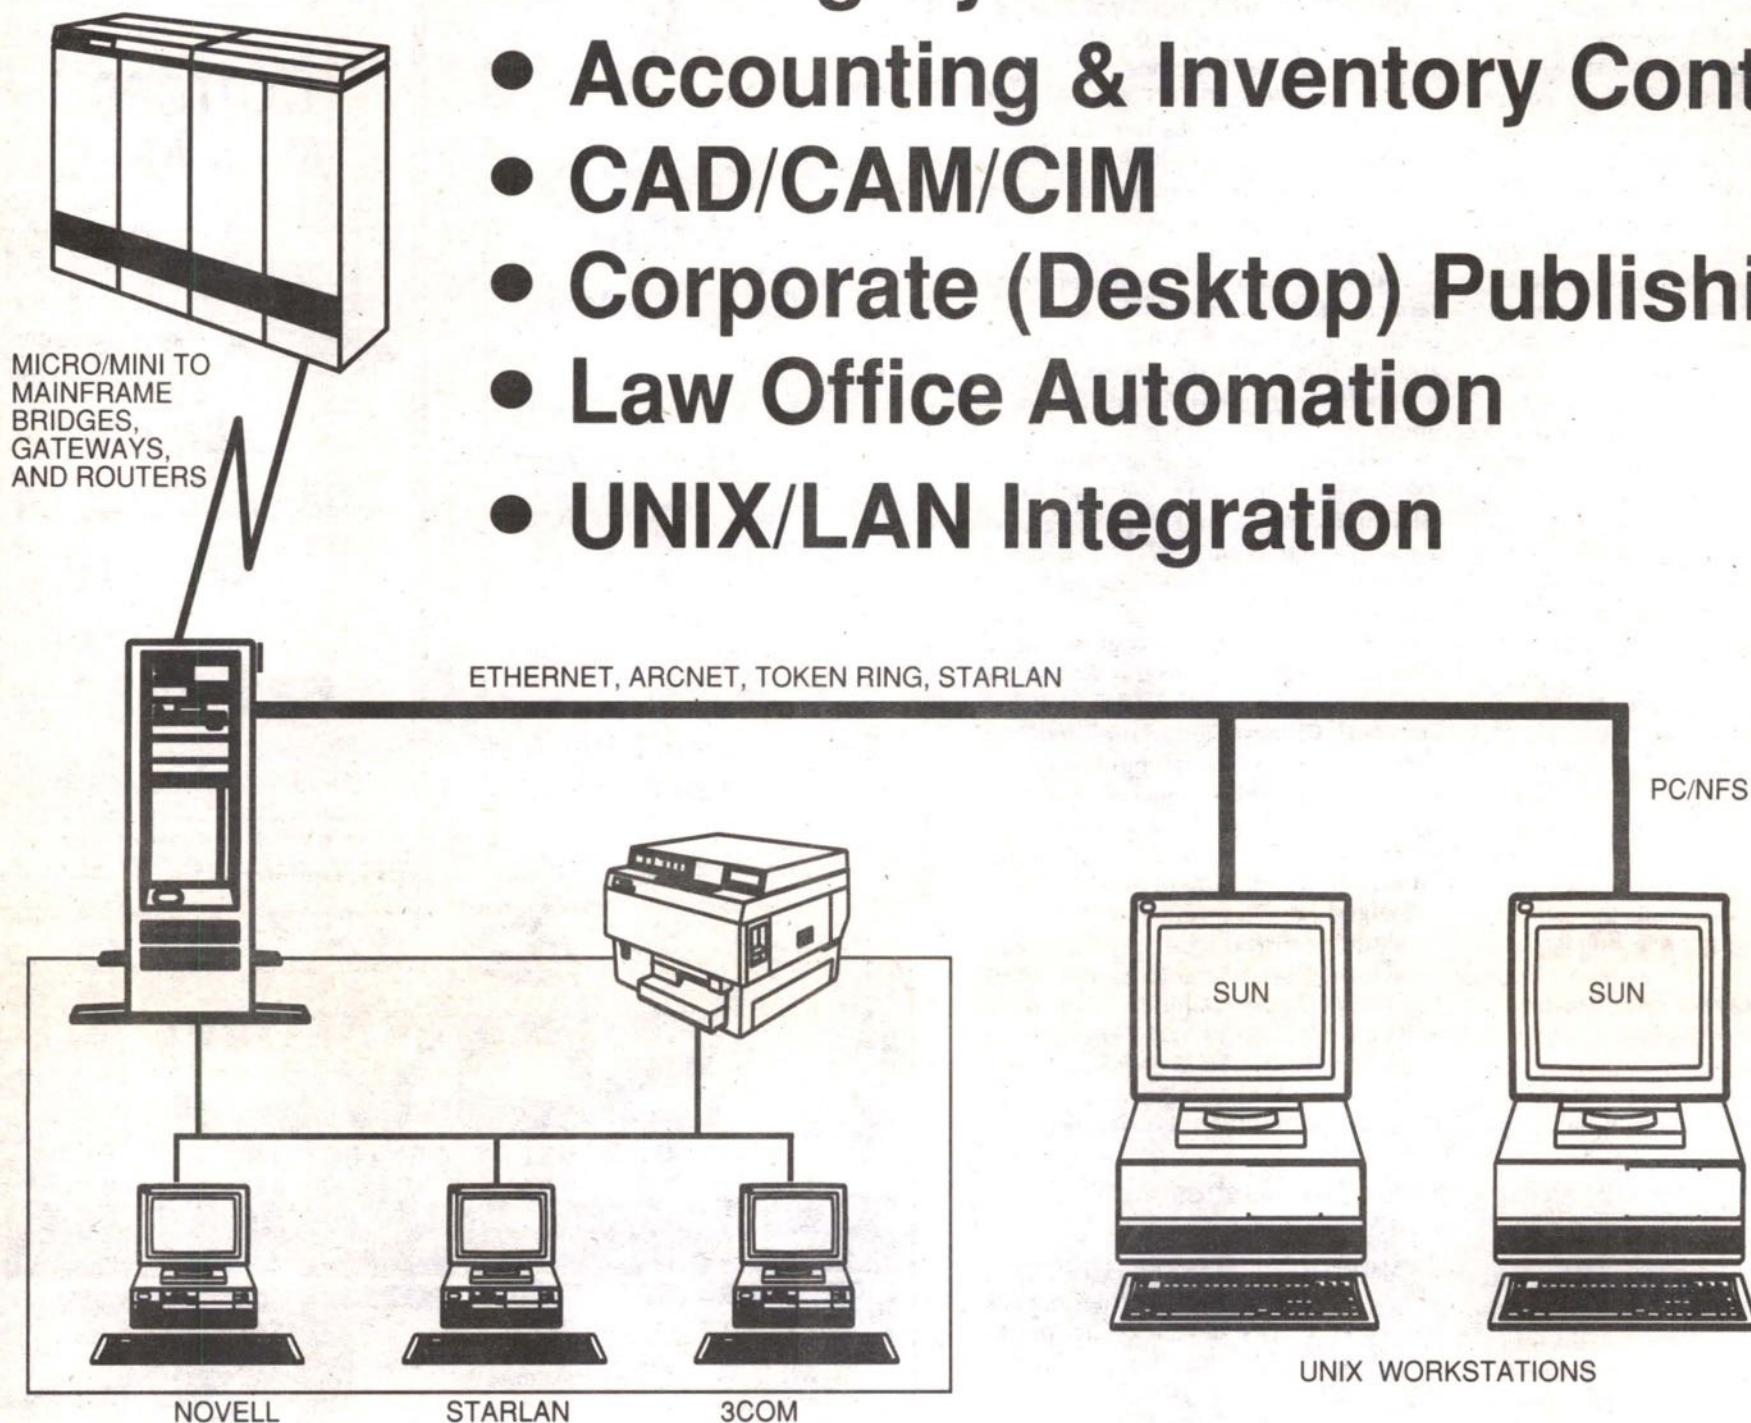 • Accounting & Inventory Cont
• CAD/CAM/CIM
• Corporate (Desktop) Publishi
• Law Office Automation
• UNIX/LAN Integration
MICRO/MINI TO
MAINFRAME
BRIDGES,
GATEWAYS,
AND ROUTERS
ETHERNET, ARCNET, TOKEN RING, STARLAN
PC/NFS
SUN
SUN
UNIX WORKSTATIONS
NOVELL
STARLAN
3COM